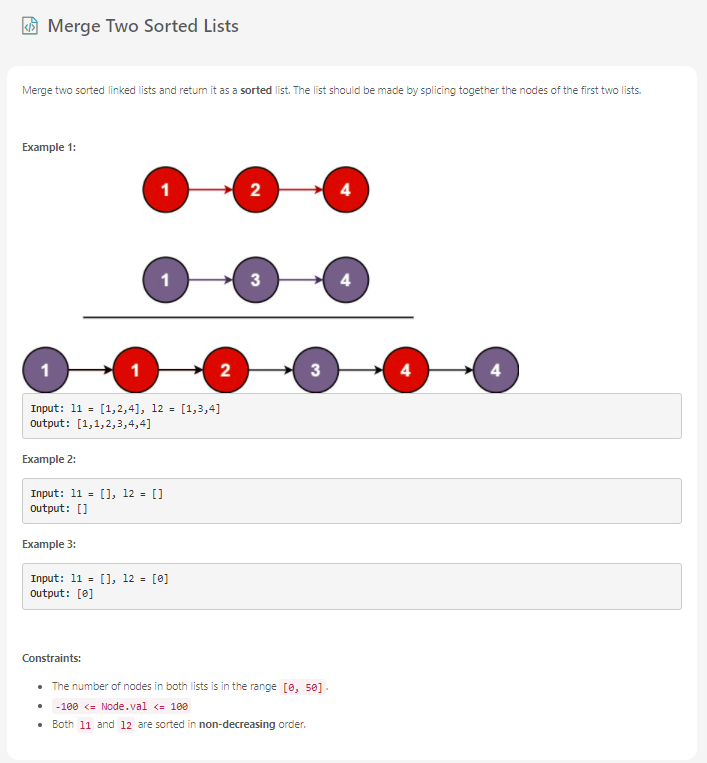 Merge Two Sorted Lists
Merge two sorted linked lists and return it as a sorted list. The list should be made by splicing together the nodes of the first two lists.
Example 1:
1 2 4
1 3 4
1 1 2 3 4 4
Input: l1 = [1,2,4], l2 = [1,3,4]
Output: [1,1,2,3,4,4]
Example 2:
Input: l1 = [], l2 = []
Output: []
Example 3:
Input: l1 = [], l2 = [0]
Output: [0]
Constraints:
The number of nodes in both lists is in the range [0, 50].
-100 <= Node.val <= 100
Both l1 and l2 are sorted in non-decreasing order.